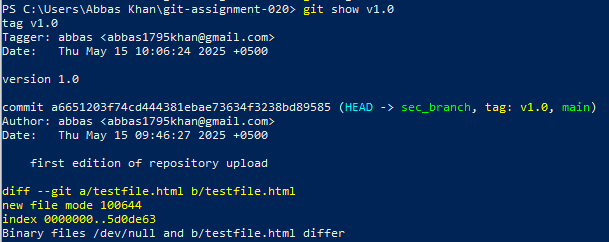 PS C:\Users\Abbas Khan\git-assignment-020> git show v1.0
tag v1.0
Tagger: abbas <abbas1795khan@gmail.com>
Date:   Thu May 15 10:06:24 2025 +0500

version 1.0

commit a6651203f74cd444381ebae73634f3238bd89585 (HEAD -> sec_branch, tag: v1.0, main)
Author: abbas <abbas1795khan@gmail.com>
Date:   Thu May 15 09:46:27 2025 +0500

    first edition of repository upload

diff --git a/testfile.html b/testfile.html
new file mode 100644
index 0000000..5d0de63
Binary files /dev/null and b/testfile.html differ